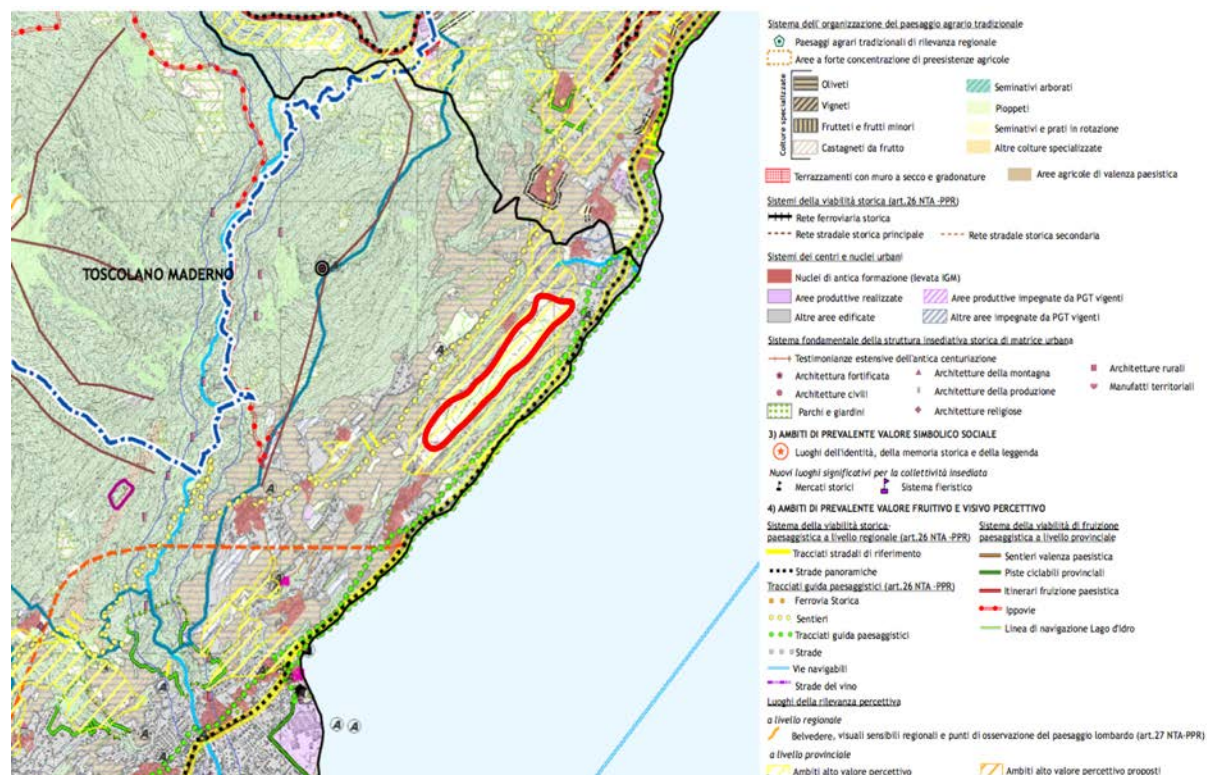 TOSCOLANO MADERNO
A
A
A
A A
Sistema dell'organizzazione del paesaggio agrario tradizionale
Paesaggi agrari tradizionali di rilevanza regionale
Aree a forte concentrazione di preesistenze agricole
Colture specializzate
Oliveti
Vigneti
Frutteti e frutti minori
Castagneti da frutto
Seminativi arborati
Pioppeti
Seminativi e prati in rotazione
Altre colture specializzate
Terrazzamenti con muro a secco e gradonature
Aree agricole di valenza paesistica
Sistemi della viabilità storica (art.26 NTA -PPR)
Rete ferroviaria storica
Rete stradale storica principale
Rete stradale storica secondaria
Sistemi dei centri e nuclei urbani
Nuclei di antica formazione (levata IGM)
Aree produttive realizzate
Aree produttive impegnate da PGT vigenti
Altre aree edificate
Altre aree impegnate da PGT vigenti
Sistema fondamentale della struttura insediativa storica di matrice urbana
Testimonianze estensive dell'antica centuriazione
Architettura fortificata
Architetture della montagna
Architetture rurali
Architetture civili
Architetture della produzione
Manufatti territoriali
Parchi e giardini
Architetture religiose
3) AMBITI DI PREVALENTE VALORE SIMBOLICO SOCIALE
Luoghi dell'identità, della memoria storica e della leggenda
Nuovi luoghi significativi per la collettività insediata
Mercati storici
Sistema fieristico
4) AMBITI DI PREVALENTE VALORE FRUITIVO E VISIVO PERCETTIVO
Sistema della viabilità storica-
paesaggistica a livello regionale (art.26 NTA -PPR)
Tracciati stradali di riferimento
Strade panoramiche
Tracciati guida paesaggistici (art.26 NTA -PPR)
Ferrovia Storica
Sentieri
Tracciati guida paesaggistici
Strade
Vie navigabili
Strade del vino
Sistema della viabilità di fruizione
paesaggistica a livello provinciale
Sentieri valenza paesistica
Piste ciclabili provinciali
Itinerari fruizione paesistica
Ippovie
Linea di navigazione Lago d'Idro
Luoghi della rilevanza percettiva
a livello regionale
Belvedere, visuali sensibili regionali e punti di osservazione del paesaggio lombardo (art.27 NTA-PPR)
a livello provinciale
Ambiti alto valore percettivo
Ambiti alto valore percettivo proposti